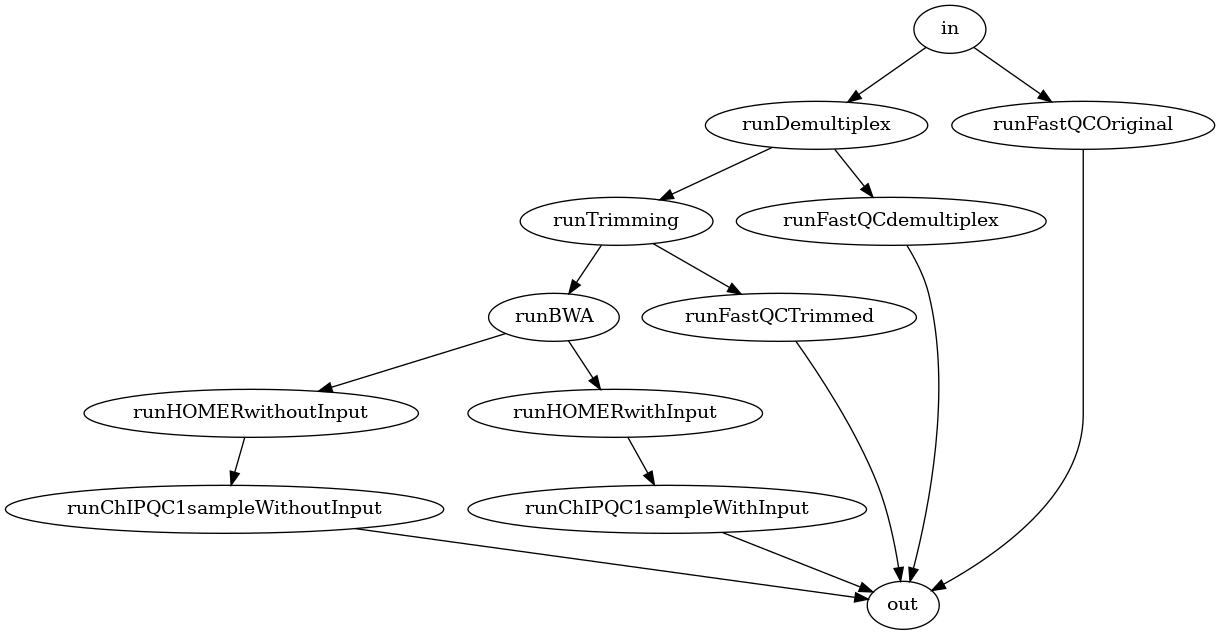 in
runDemultiplex
runFastQCOriginal
runTrimming
runFastQCdemultiplex
runBWA
runFastQCTrimmed
runHOMERwithoutInput
runHOMERwithInput
runChIPQC1sampleWithoutInput
runChIPQC1sampleWithInput
out